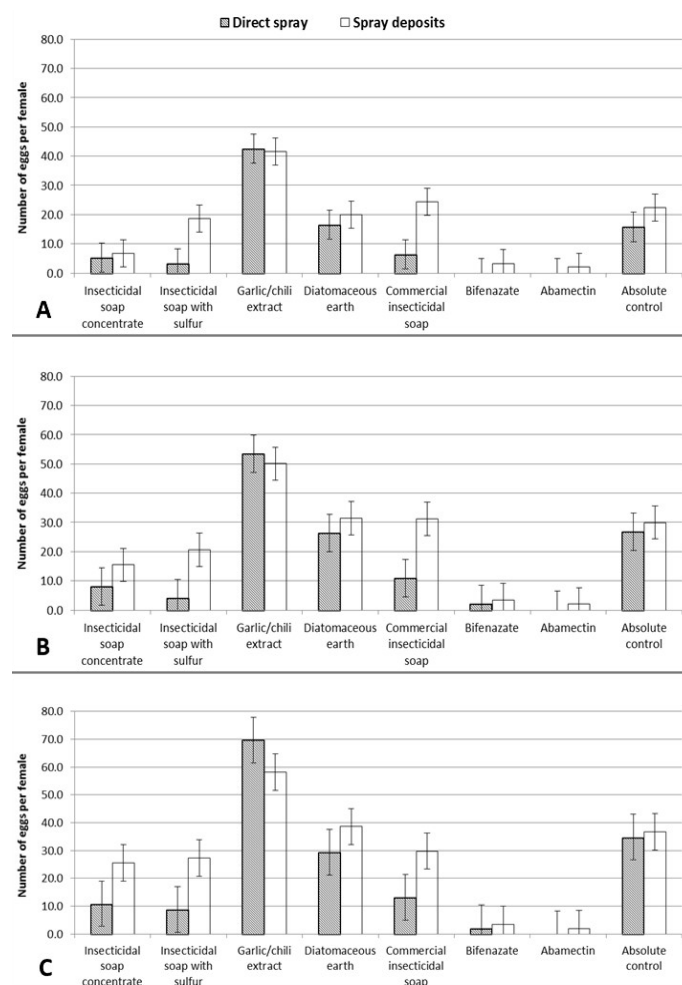 Direct spray Spray deposits
80.0
70.0
60.0
50.0
40.0
30.0
20.0
10.0
0.0
Number of eggs per female
Insecticidal soap concentrate
Insecticidal soap with sulfur
Garlic/chili extract
Diatomaceous earth
Commercial insecticidal soap
Bifenazate
Abamectin
Absolute control
A
80.0
70.0
60.0
50.0
40.0
30.0
20.0
10.0
0.0
Number of eggs per female
Insecticidal soap concentrate
Insecticidal soap with sulfur
Garlic/chili extract
Diatomaceous earth
Commercial insecticidal soap
Bifenazate
Abamectin
Absolute control
B
80.0
70.0
60.0
50.0
40.0
30.0
20.0
10.0
0.0
Number of eggs per female
Insecticidal soap concentrate
Insecticidal soap with sulfur
Garlic/chili extract
Diatomaceous earth
Commercial insecticidal soap
Bifenazate
Abamectin
Absolute control
C